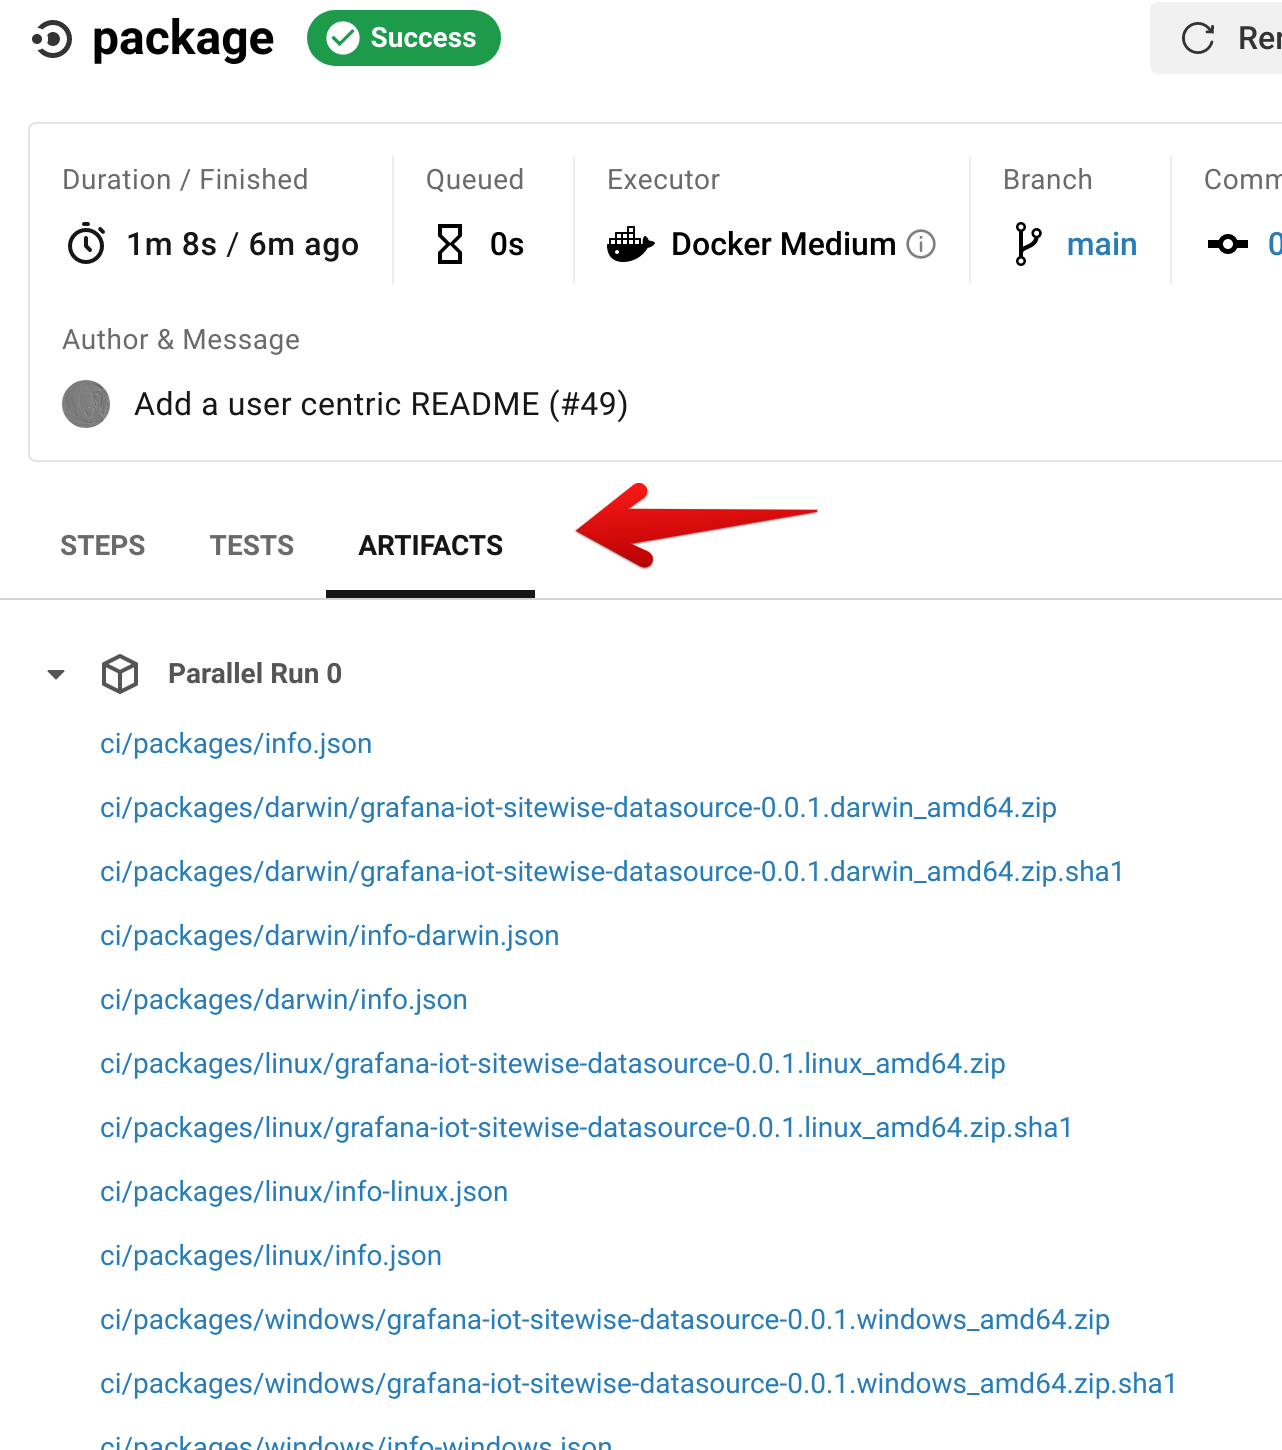 package Success Rer
Duration / Finished Queued Executor Branch Comm
1m 8s / 6m ago 0s Docker Medium main 0
Author & Message
Add a user centric README (#49)
STEPS TESTS ARTIFACTS
Parallel Run 0
ci/packages/info.json
ci/packages/darwin/grafana-iot-sitewise-datasource-0.0.1.darwin_amd64.zip
ci/packages/darwin/grafana-iot-sitewise-datasource-0.0.1.darwin_amd64.zip.sha1
ci/packages/darwin/info-darwin.json
ci/packages/darwin/info.json
ci/packages/linux/grafana-iot-sitewise-datasource-0.0.1.linux_amd64.zip
ci/packages/linux/grafana-iot-sitewise-datasource-0.0.1.linux_amd64.zip.sha1
ci/packages/linux/info-linux.json
ci/packages/linux/info.json
ci/packages/windows/grafana-iot-sitewise-datasource-0.0.1.windows_amd64.zip
ci/packages/windows/grafana-iot-sitewise-datasource-0.0.1.windows_amd64.zip.sha1
ci/packages/windows/info-windows.json